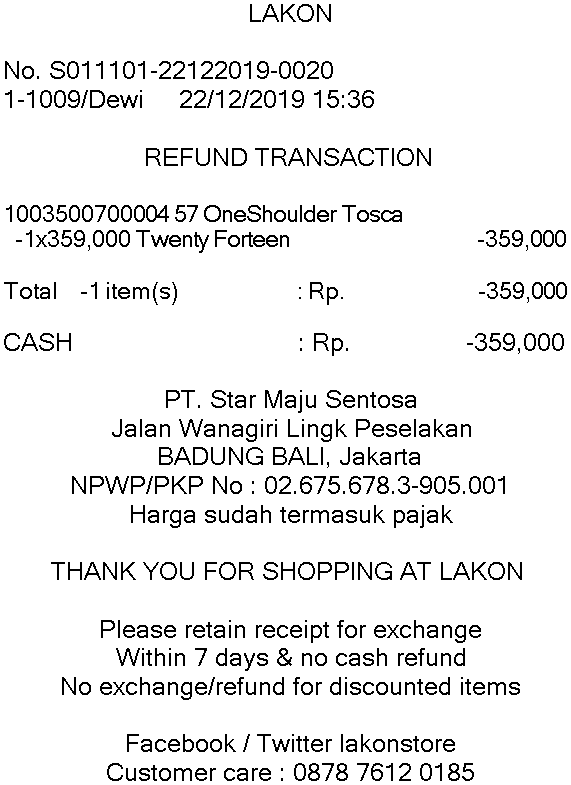 LAKON
No. S011101-22122019-0020
1-1009/Dewi 22/12/2019 15:36
REFUND TRANSACTION
1003500700004 57 OneShoulder Tosca
-1x359,000 Twenty Forteen -359,000
Total -1 item(s) : Rp. -359,000
CASH : Rp. -359,000
PT. Star Maju Sentosa
Jalan Wanagiri Lingk Peselakan
BADUNG BALI, Jakarta
NPWP/PKP No : 02.675.678.3-905.001
Harga sudah termasuk pajak
THANK YOU FOR SHOPPING AT LAKON
Please retain receipt for exchange
Within 7 days & no cash refund
No exchange/refund for discounted items
Facebook / Twitter lakonstore
Customer care : 0878 7612 0185